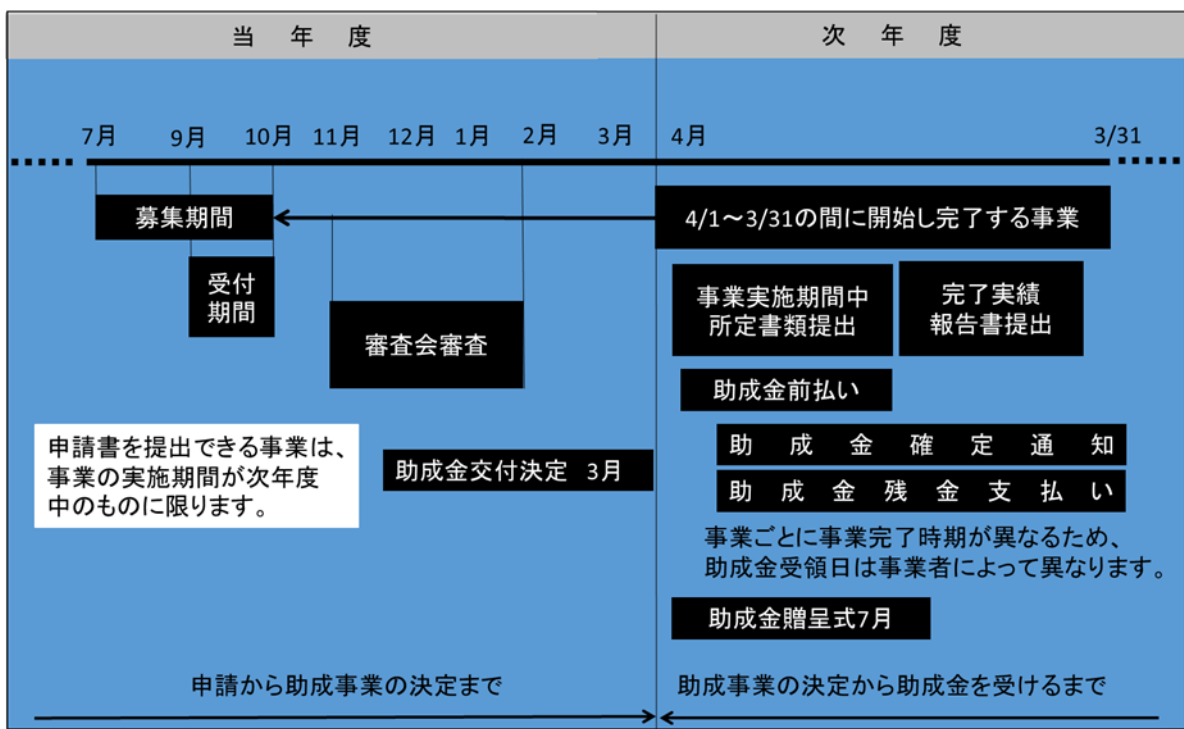 当 年 度
次 年 度
7月 9月 10月 11月 12月 1月 2月 3月 4月 3/31
募集期間
4/1～3/31の間に開始し完了する事業
受付
期間
審査会審査
事業実施期間中
所定書類提出
完了実績
報告書提出
助成金前払い
申請書を提出できる事業は、
事業の実施期間が次年度
中のものに限ります。
助成金交付決定 3月
助 成 金 確 定 通 知
助 成 金 残 金 支 払 い
事業ごとに事業完了時期が異なるため、
助成金受領日は事業者によって異なります。
助成金贈呈式7月
申請から助成事業の決定まで
助成事業の決定から助成金を受けるまで